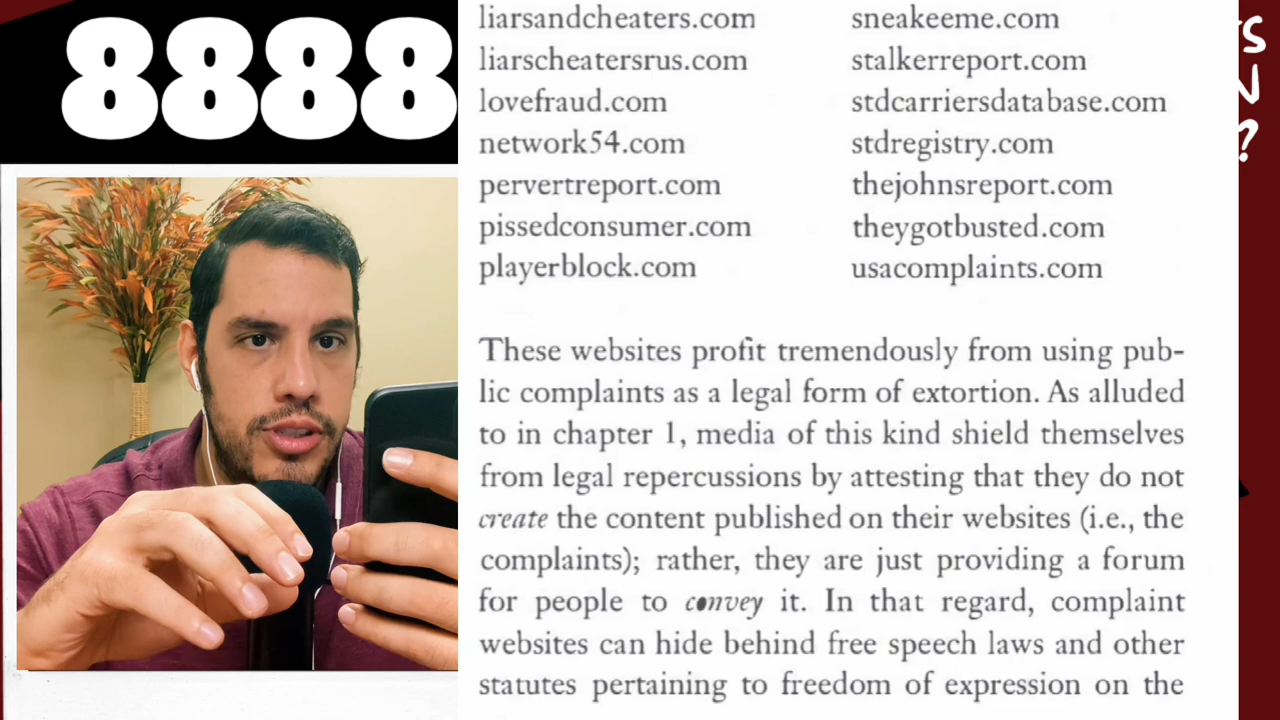 8888
liarsandcheaters.com sneakeeme.com
liarscheatersrus.com stalkerreport.com
lovefraud.com stdcarriersdatabase.com
network54.com stdregistry.com
pervertreport.com thejohnsreport.com
pissedconsumer.com theygotbusted.com
playerblock.com usacomplaints.com
These websites profit tremendously from using pub-
lic complaints as a legal form of extortion. As alluded
to in chapter 1, media of this kind shield themselves
from legal repercussions by attesting that they do not
create the content published on their websites (i.e., the
complaints); rather, they are just providing a forum
for people to convey it. In that regard, complaint
websites can hide behind free speech laws and other
statutes pertaining to freedom of expression on the